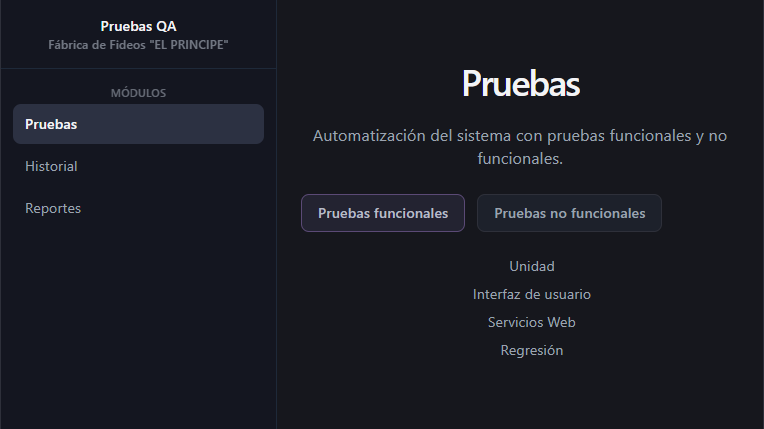 Pruebas QA
Fábrica de Fideos "EL PRINCIPE"
MÓDULOS
Pruebas
Historial
Reportes
Pruebas
Automatización del sistema con pruebas funcionales y no
funcionales.
Pruebas funcionales
Pruebas no funcionales
Unidad
Interfaz de usuario
Servicios Web
Regresión